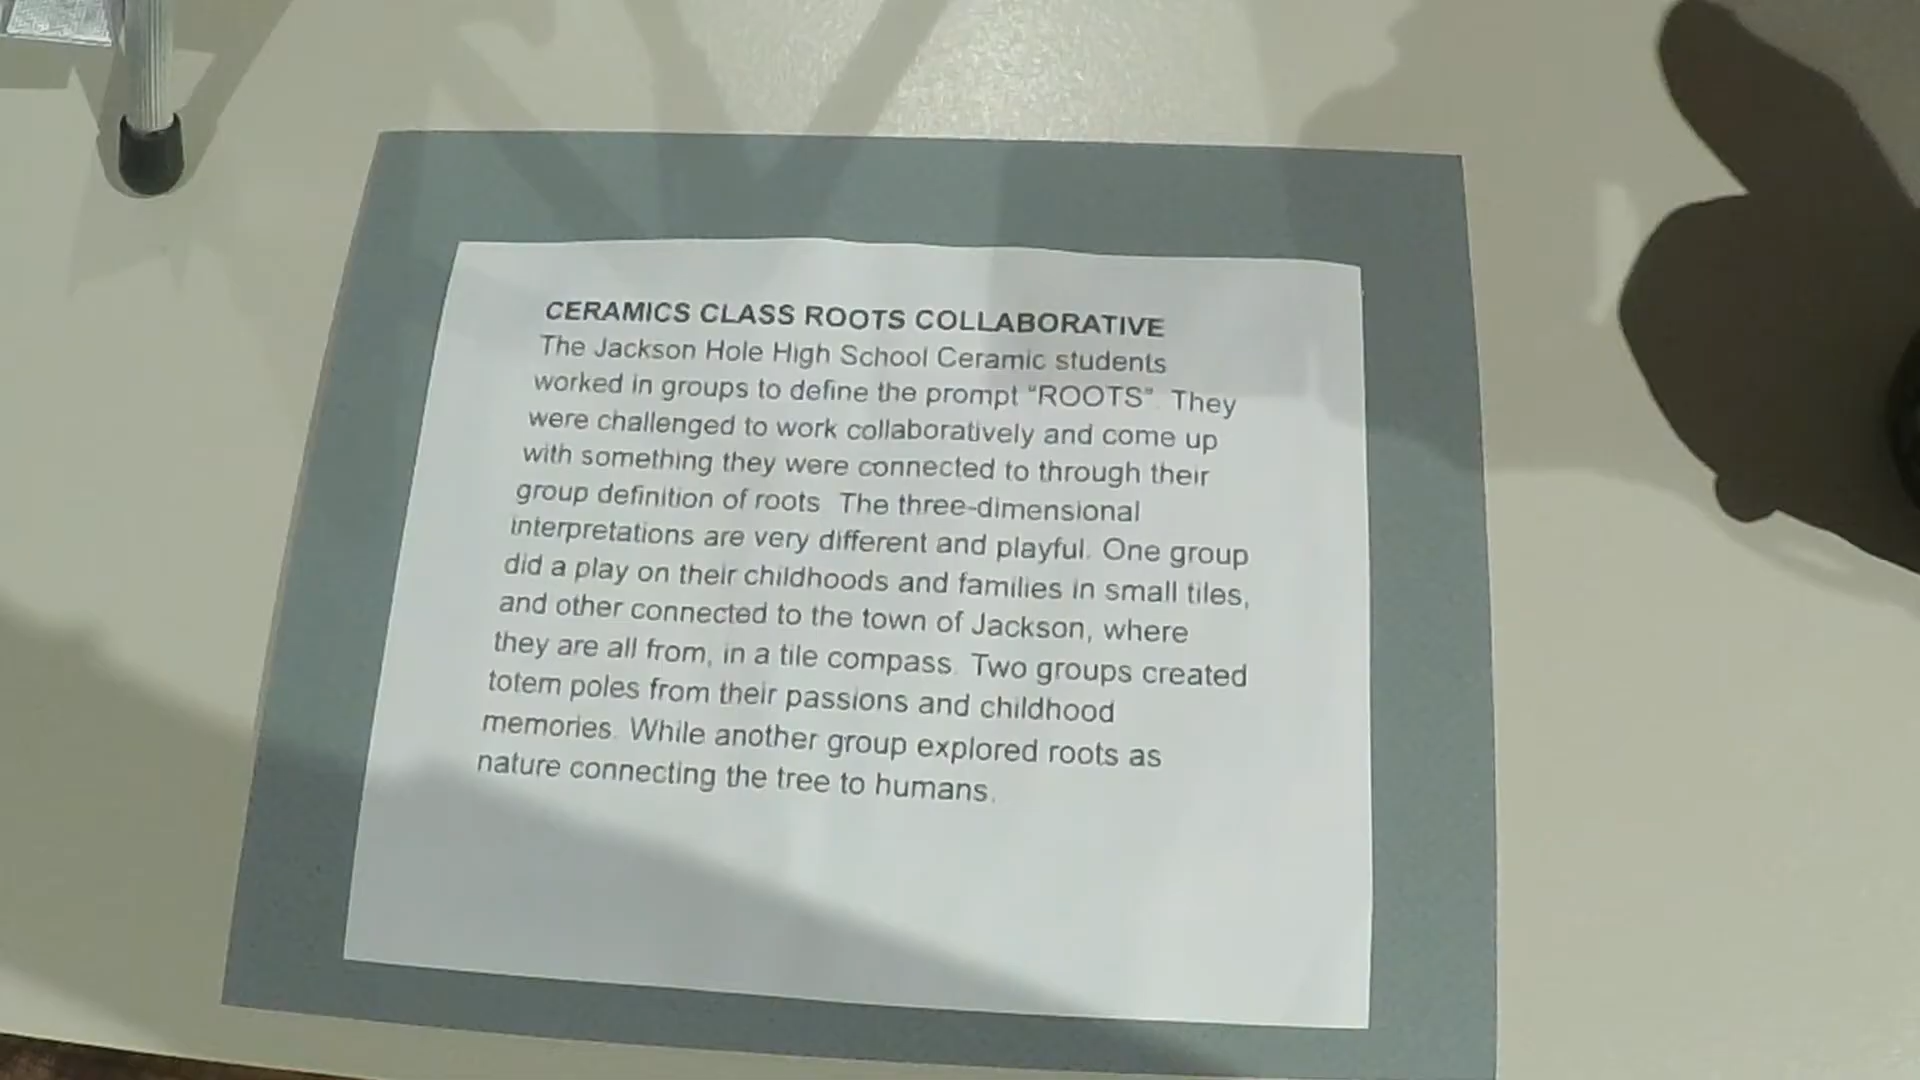 CERAMICS CLASS ROOTS COLLABORATIVE
The Jackson Hole High School Ceramic students
worked in groups to define the prompt "ROOTS". They
were challenged to work collaboratively and come up
with something they were connected to through their
group definition of roots. The three-dimensional
interpretations are very different and playful. One group
did a play on their childhoods and families in small tiles,
and other connected to the town of Jackson, where
they are all from, in a tile compass. Two groups created
totem poles from their passions and childhood
memories. While another group explored roots as
nature connecting the tree to humans.